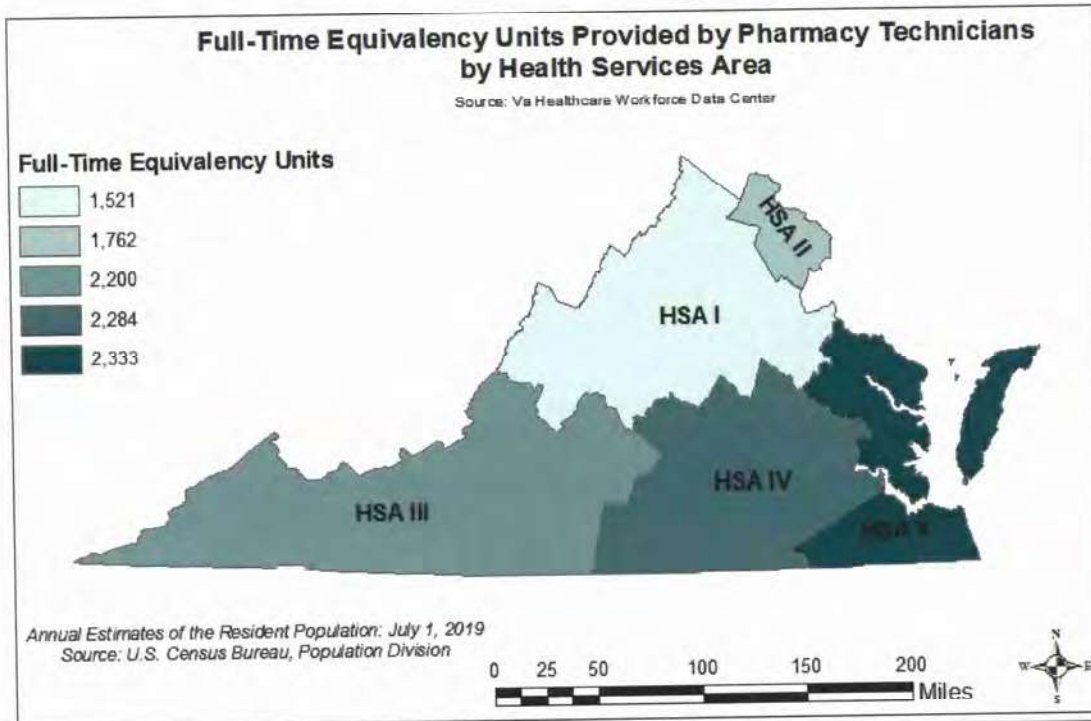 Full-Time Equivalency Units Provided by Pharmacy Technicians
by Health Services Area
Source: Va Healthcare Workforce Data Center
Full-Time Equivalency Units
1,521
1,762
2,200
2,284
2,333
HSA II
HSA I
HSA IV
HSA III
HSA V
Annual Estimates of the Resident Population: July 1, 2019
Source: U.S. Census Bureau, Population Division
0 25 50 100 150 200
Miles
N
W E
S